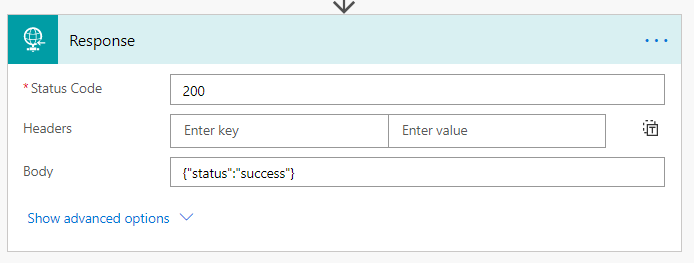 Response
* Status Code
200
Headers
Enter key
Enter value
Body
{"status":"success"}
Show advanced options